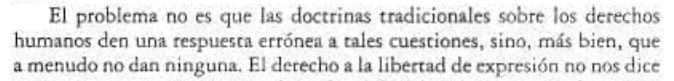 El problema no es que las doctrinas tradicionales sobre los derechos
humanos den una respuesta errónea a tales cuestiones, sino, más bien, que
a menudo no dan ninguna. El derecho a la libertad de expresión no nos dice